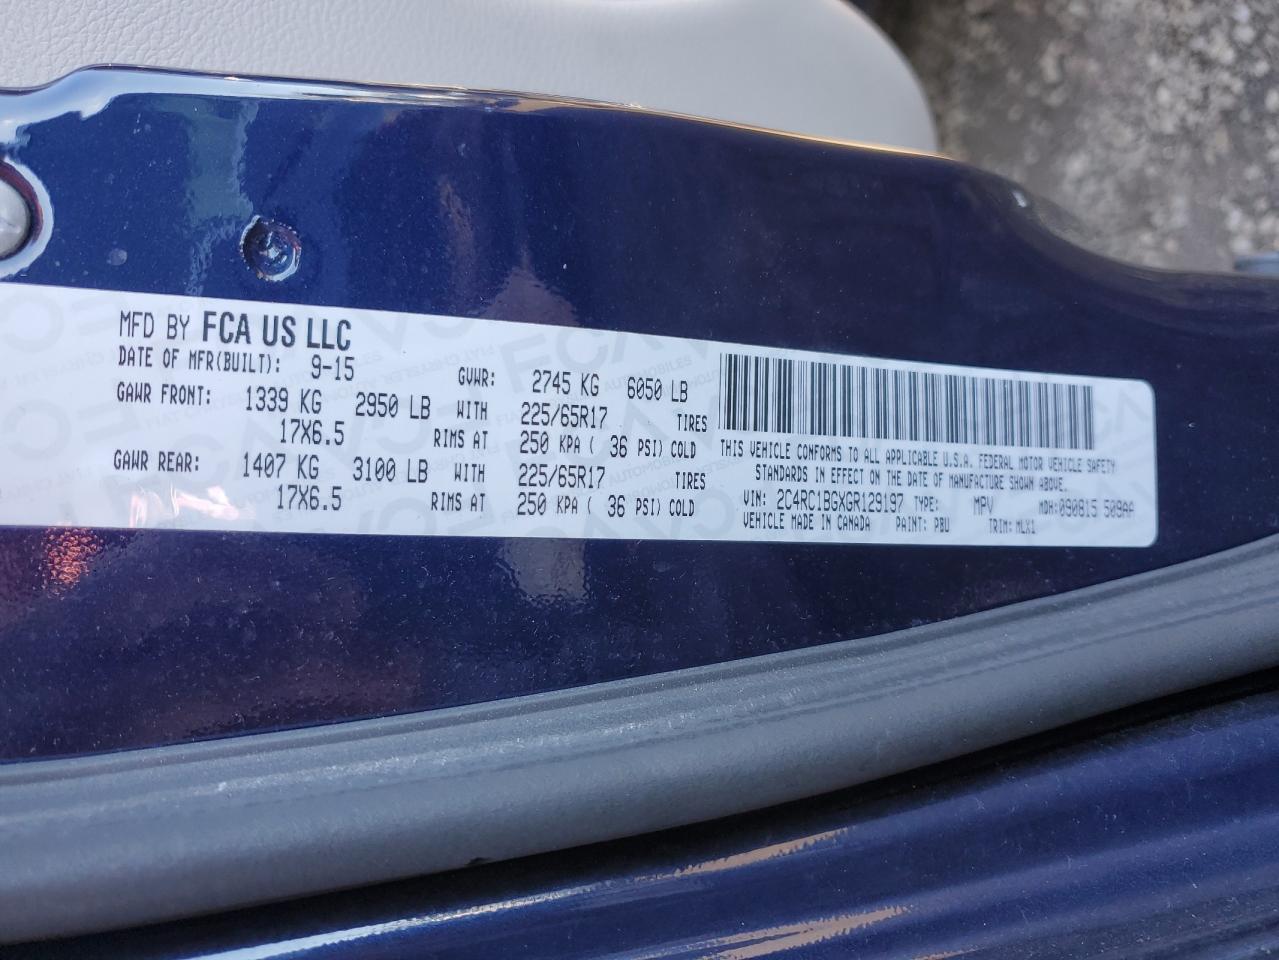 MFD BY FCA US LLC
DATE OF MFR(BUILT): 9-15 GVWR: 2745 KG 6050 LB
GAWR FRONT: 1339 KG 2950 LB WITH 225/65R17 TIRES
17X6.5 RIMS AT 250 KPA ( 36 PSI) COLD
GAWR REAR: 1407 KG 3100 LB WITH 225/65R17 TIRES
17X6.5 RIMS AT 250 KPA ( 36 PSI) COLD
THIS VEHICLE CONFORMS TO ALL APPLICABLE U.S.A. FEDERAL MOTOR VEHICLE SAFETY
STANDARDS IN EFFECT ON THE DATE OF MANUFACTURE SHOWN ABOVE.
VIN: 2C4RC1BGXGR129197 TYPE: MPV MDH:090815 509AA
VEHICLE MADE IN CANADA PAINT: PBU TRIM: MLX1